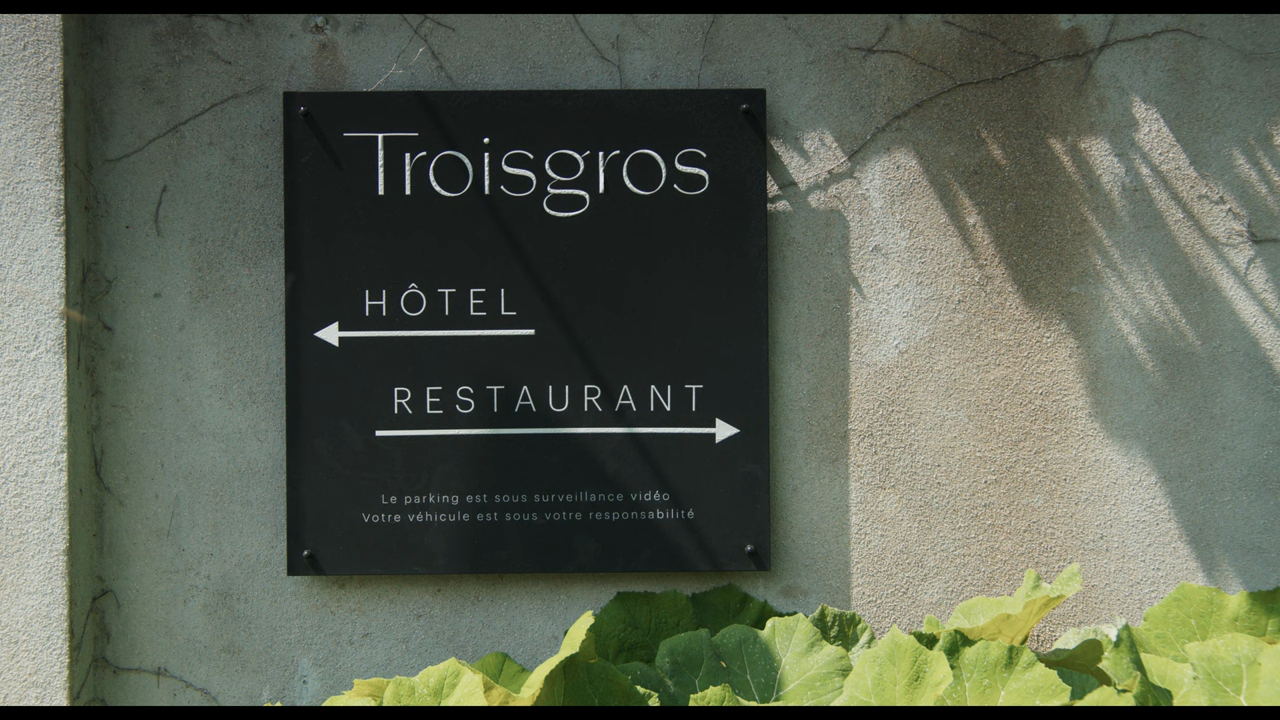 Troisgros
HÔTEL
RESTAURANT
Le parking est sous surveillance vidéo
Votre véhicule est sous votre responsabilité